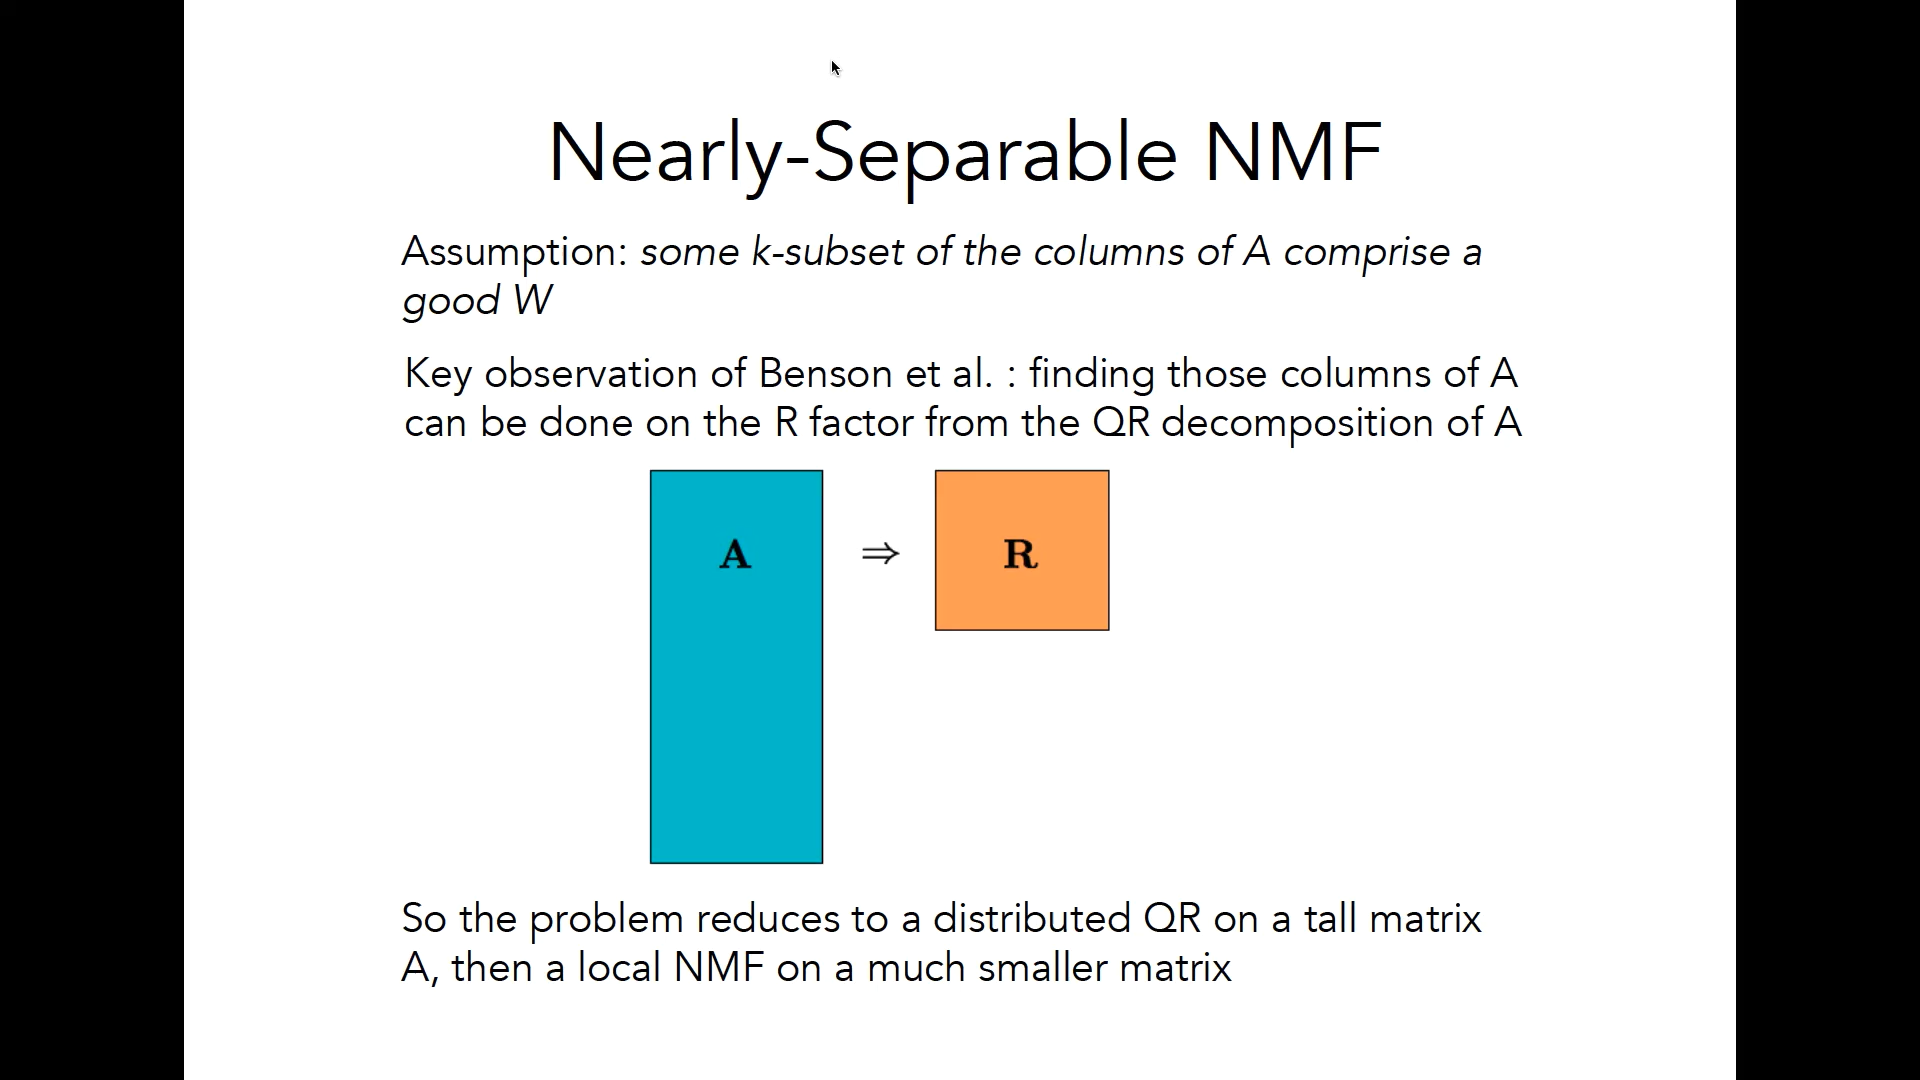 Nearly-Separable NMF
Assumption: some k-subset of the columns of A comprise a
good W
Key observation of Benson et al. : finding those columns of A
can be done on the R factor from the QR decomposition of A
A ⇒ R
So the problem reduces to a distributed QR on a tall matrix
A, then a local NMF on a much smaller matrix